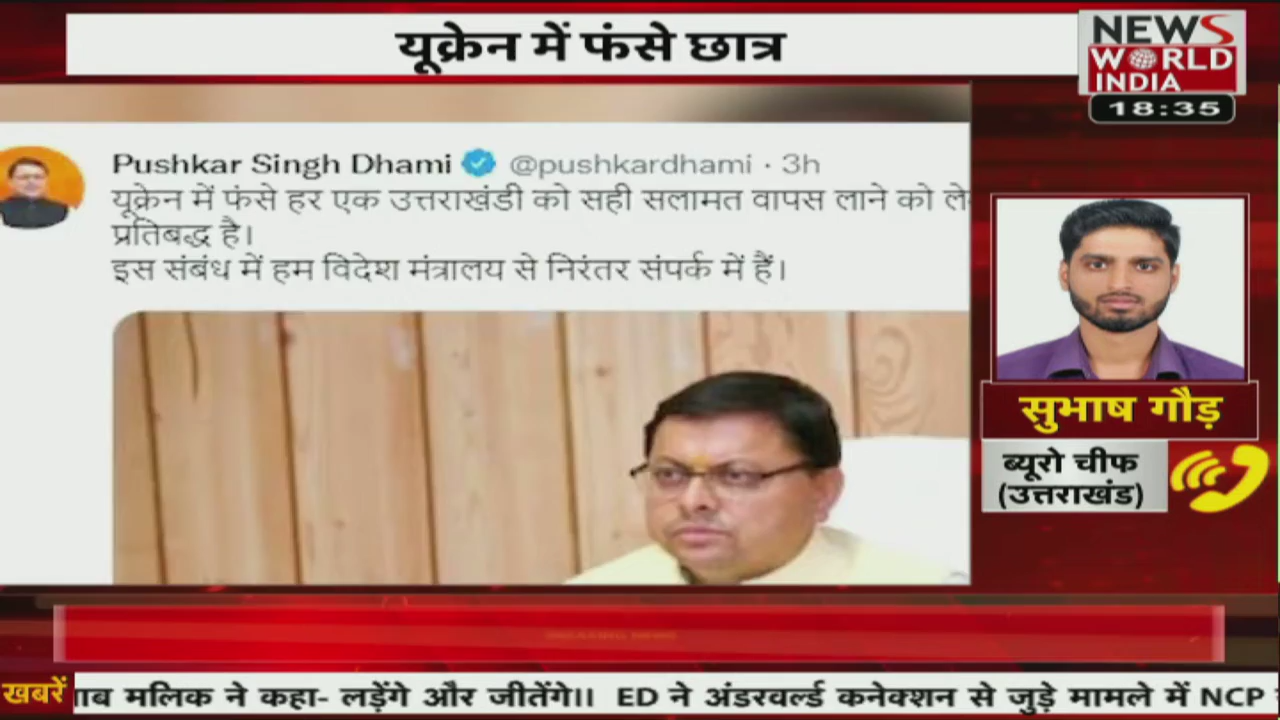 यूक्रेन में फंसे छात्र
NEWS
WORLD
INDIA
18:35
Pushkar Singh Dhami @pushkardhami · 3h
यूक्रेन में फंसे हर एक उत्तराखंडी को सही सलामत वापस लाने को
प्रतिबद्ध है।
इस संबंध में हम विदेश मंत्रालय से निरंतर संपर्क में हैं।
सुभाष गौड़
ब्यूरो चीफ
(उत्तराखंड)
खबरें मलिक ने कहा- लड़ेंगे और जीतेंगे।। ED ने अंडरवर्ल्ड कनेक्शन से जुड़े मामले में NCP